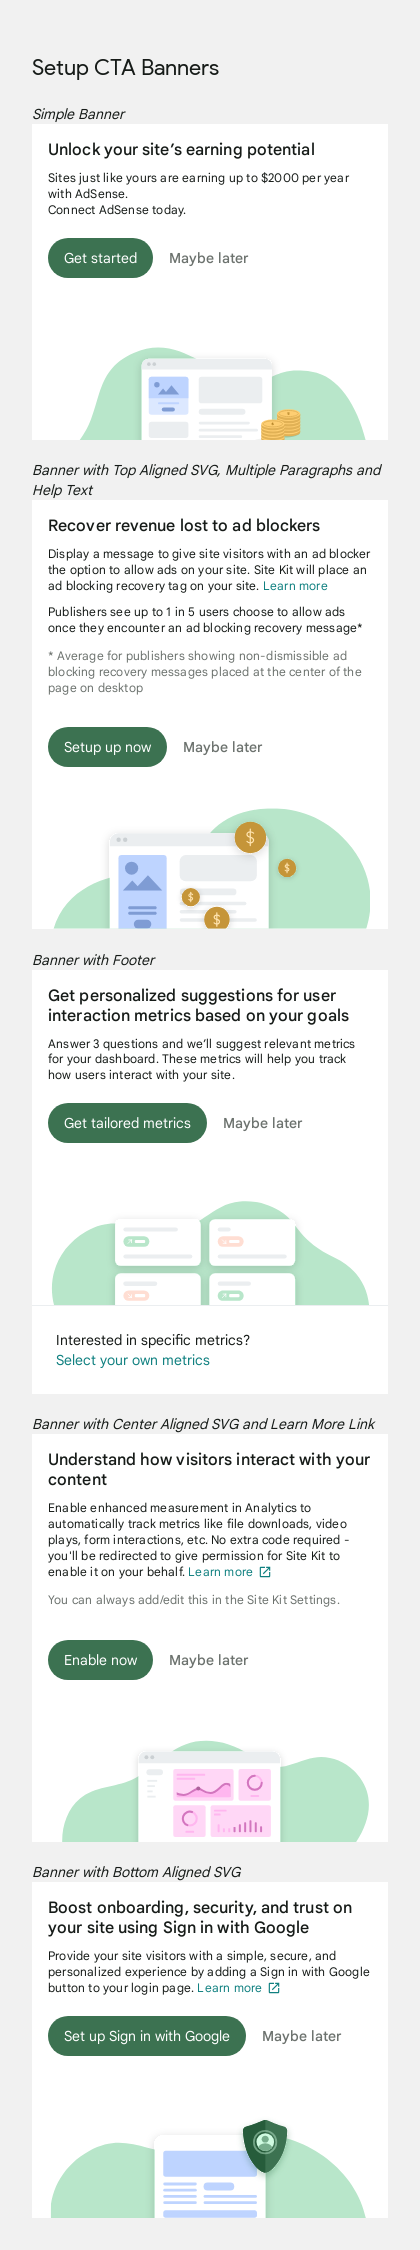 Setup CTA Banners
Simple Banner
Unlock your site’s earning potential
Sites just like yours are earning up to $2000 per year
with AdSense.
Connect AdSense today.
Get started
Maybe later
Banner with Top Aligned SVG, Multiple Paragraphs and
Help Text
Recover revenue lost to ad blockers
Display a message to give site visitors with an ad blocker
the option to allow ads on your site. Site Kit will place an
ad blocking recovery tag on your site. Learn more
Publishers see up to 1 in 5 users choose to allow ads
once they encounter an ad blocking recovery message*
* Average for publishers showing non-dismissible ad
blocking recovery messages placed at the center of the
page on desktop
Setup up now
Maybe later
$
$
$
$
Banner with Footer
Get personalized suggestions for user
interaction metrics based on your goals
Answer 3 questions and we’ll suggest relevant metrics
for your dashboard. These metrics will help you track
how users interact with your site.
Get tailored metrics
Maybe later
Interested in specific metrics?
Select your own metrics
Banner with Center Aligned SVG and Learn More Link
Understand how visitors interact with your
content
Enable enhanced measurement in Analytics to
automatically track metrics like file downloads, video
plays, form interactions, etc. No extra code required -
you'll be redirected to give permission for Site Kit to
enable it on your behalf. Learn more
You can always add/edit this in the Site Kit Settings.
Enable now
Maybe later
Banner with Bottom Aligned SVG
Boost onboarding, security, and trust on
your site using Sign in with Google
Provide your site visitors with a simple, secure, and
personalized experience by adding a Sign in with Google
button to your login page. Learn more
Set up Sign in with Google
Maybe later